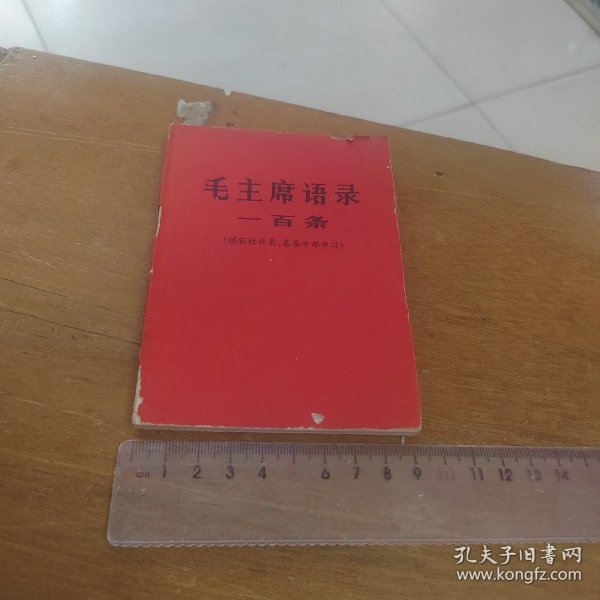 毛主席语录
一百条
(供农村社员、基层干部学习)
cm 1 2 3 4 5 6 7 8 9 10 11 12 13 14
孔夫子旧书网
www.kongfz.com